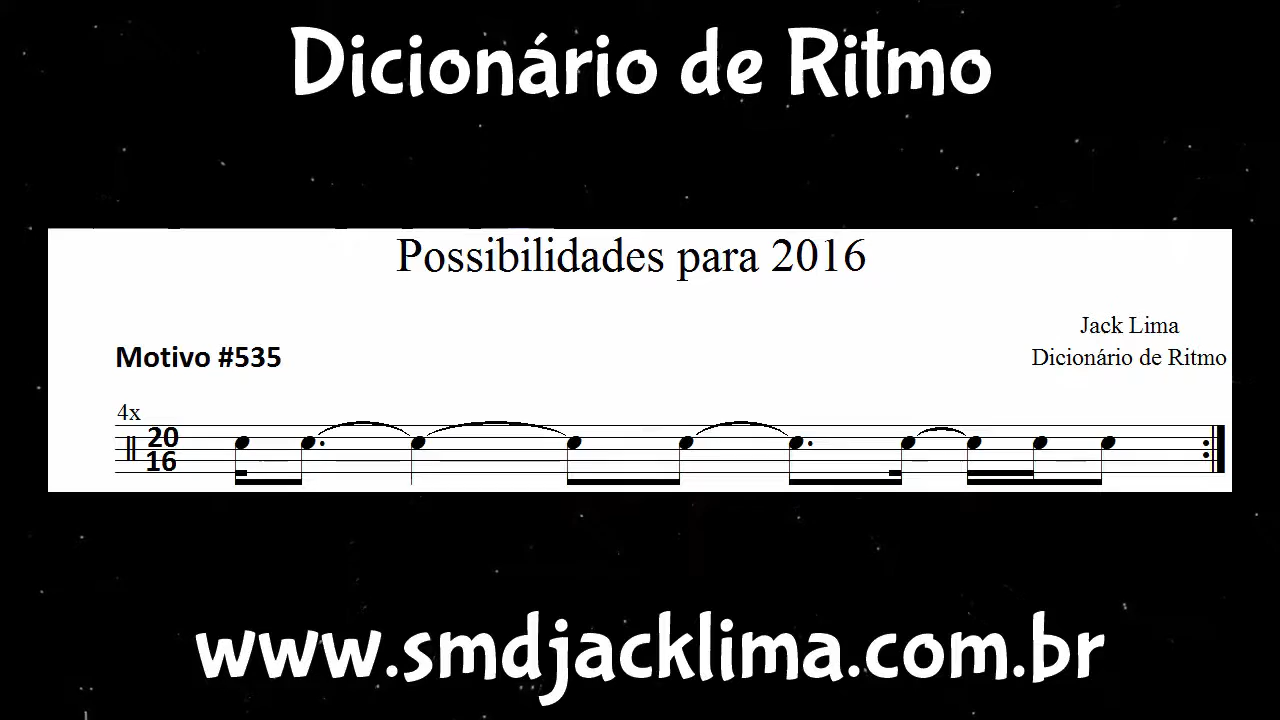 Dicionário de Ritmo
Possibilidades para 2016
Jack Lima
Motivo #535
Dicionário de Ritmo
4x
20
16
www.smdjacklima.com.br